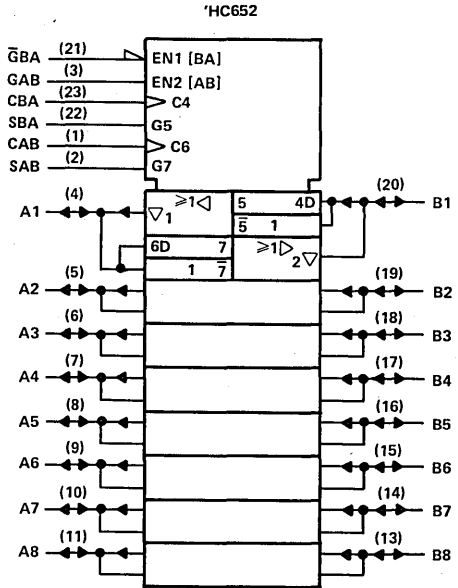 'HC652
G̅BA (21) EN1 [BA]
GAB (3) EN2 [AB]
CBA (23) C4
SBA (22) G5
CAB (1) C6
SAB (2) G7
A1 (4) ▽1 ≥1◁ 5 4D (20) B1
5̅ 1
6D 7 ≥1▷ 2▽
1 7̅
A2 (5) (19) B2
A3 (6) (18) B3
A4 (7) (17) B4
A5 (8) (16) B5
A6 (9) (15) B6
A7 (10) (14) B7
A8 (11) (13) B8